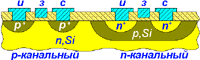 и з с и з с
p p n n
n,Si p,Si
p-канальный n-канальный